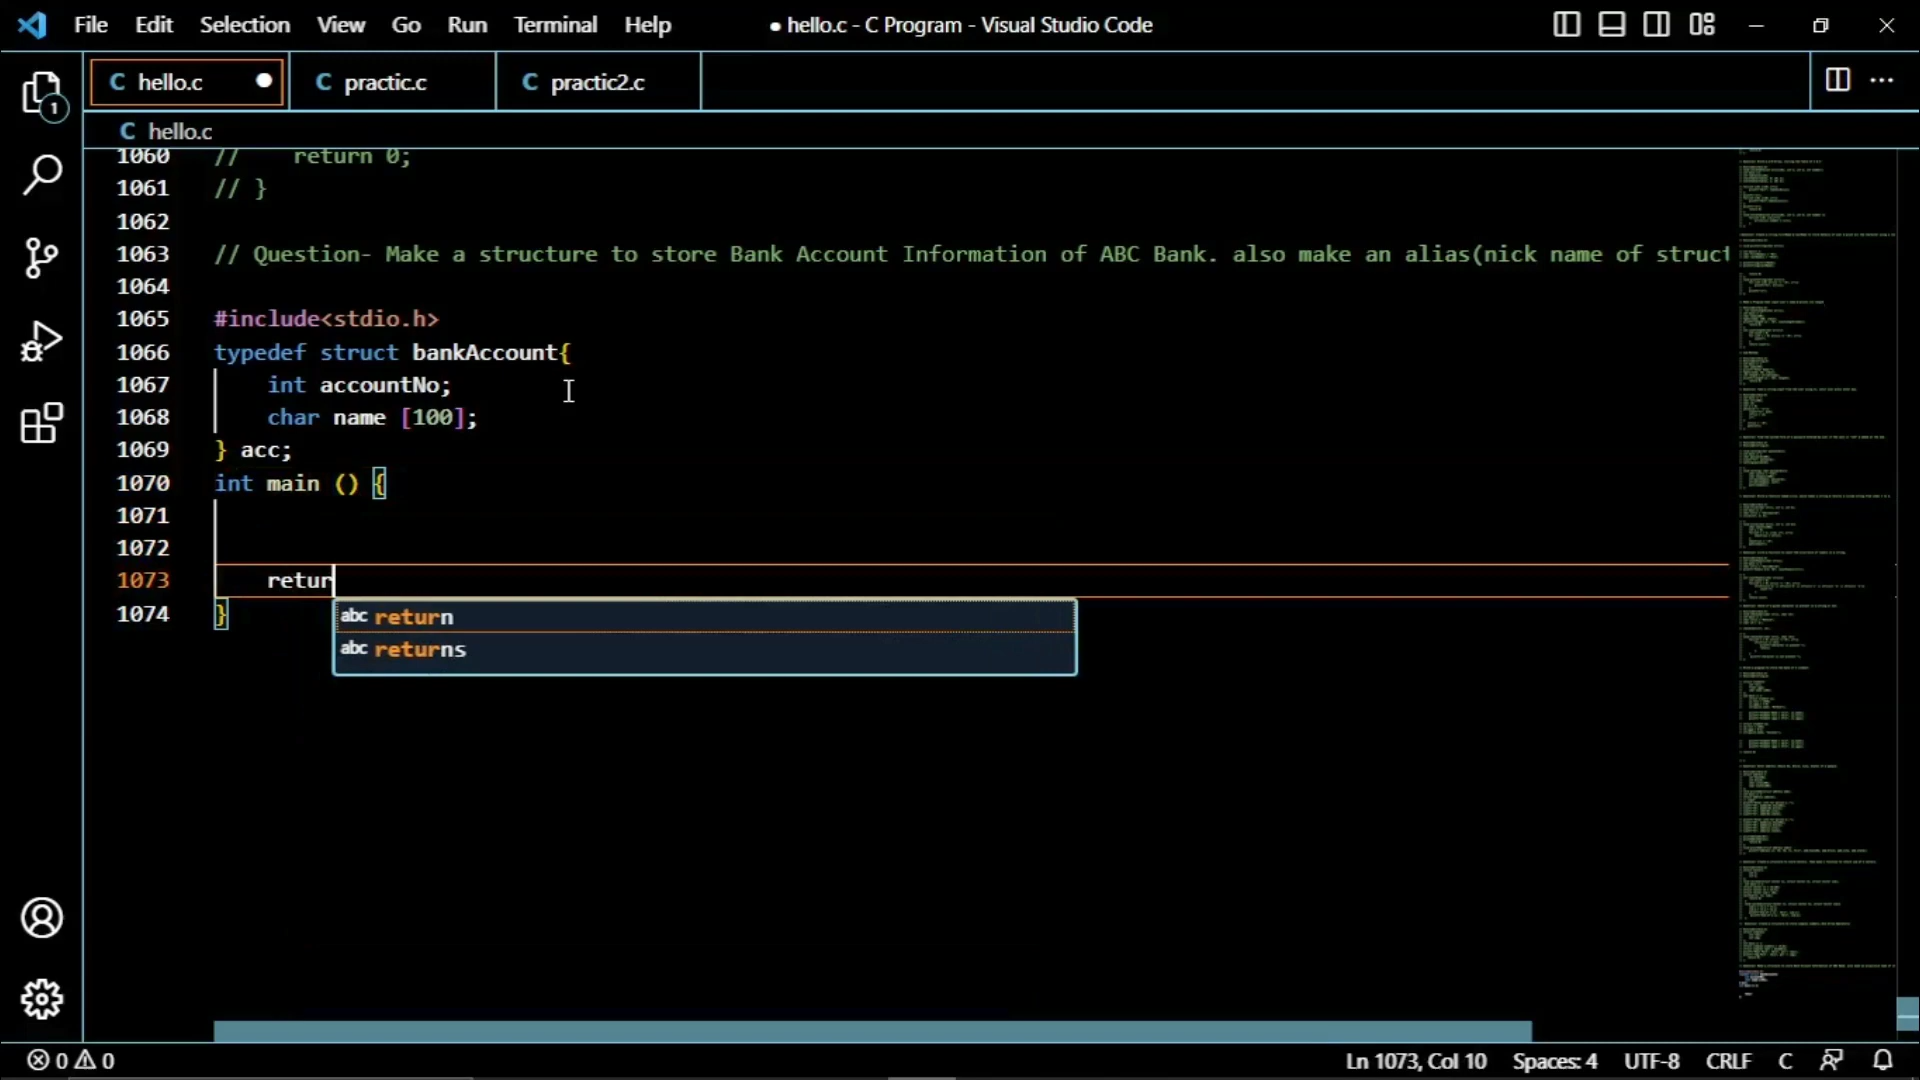 File Edit Selection View Go Run Terminal Help
● hello.c - C Program - Visual Studio Code
C hello.c ●
C practic.c
C practic2.c
1
C hello.c
1060 // return 0;
1061 // }
1062
1063 // Question- Make a structure to store Bank Account Information of ABC Bank. also make an alias(nick name of struct
1064
1065 #include<stdio.h>
1066 typedef struct bankAccount{
1067 int accountNo;
1068 char name [100];
1069 } acc;
1070 int main () {
1071
1072
1073 retur
1074 }
abc return
abc returns
0 0
Ln 1073, Col 10 Spaces: 4 UTF-8 CRLF C